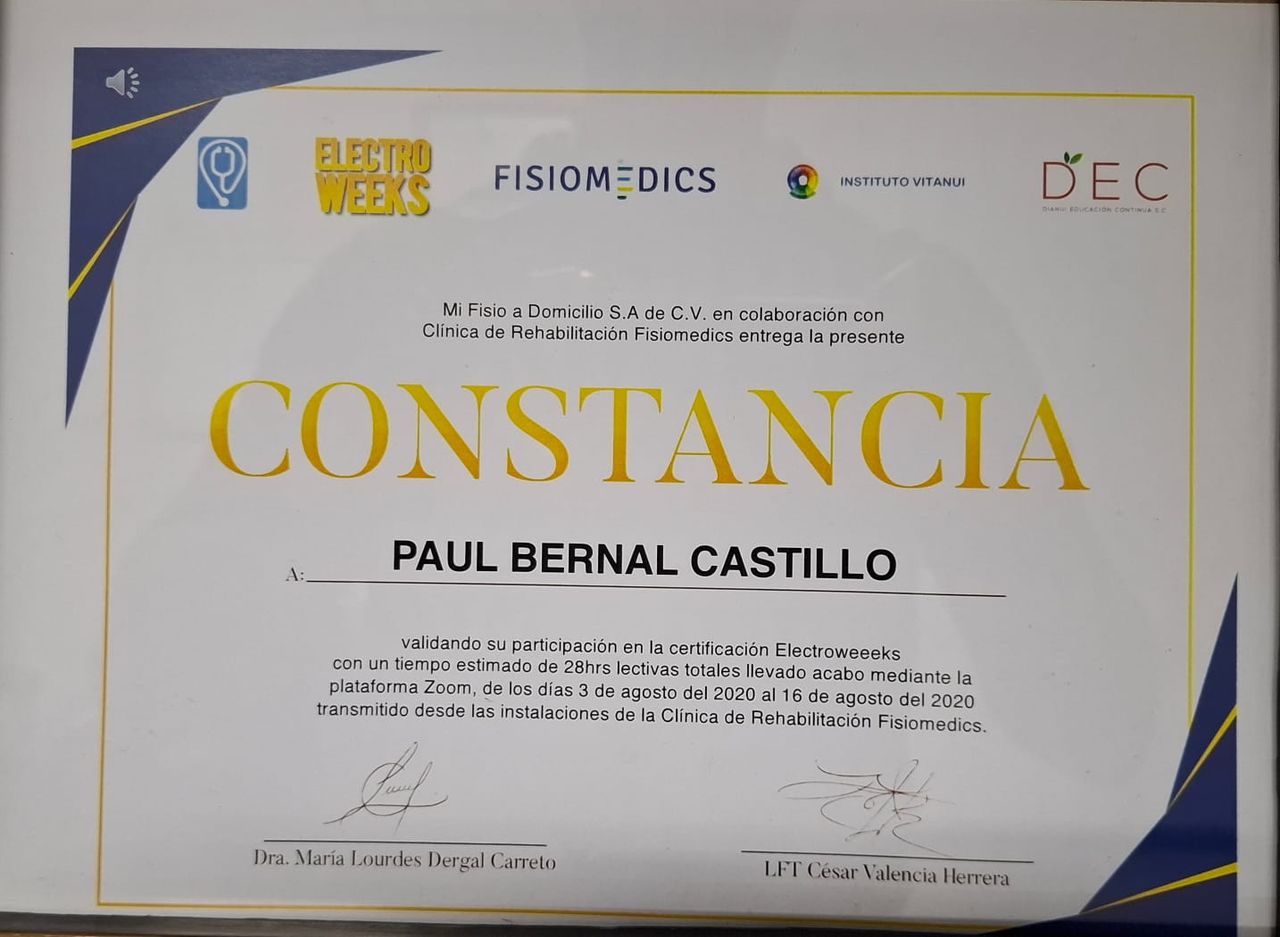 ELECTRO
WEEKS
FISIOMEDICS
INSTITUTO VITANUI
DEC
DIANUI EDUCACIÓN CONTINUA S.C
Mi Fisio a Domicilio S.A de C.V. en colaboración con
Clínica de Rehabilitación Fisiomedics entrega la presente
CONSTANCIA
PAUL BERNAL CASTILLO
A:
validando su participación en la certificación Electroweeeks
con un tiempo estimado de 28hrs lectivas totales llevado acabo mediante la
plataforma Zoom, de los días 3 de agosto del 2020 al 16 de agosto del 2020
transmitido desde las instalaciones de la Clínica de Rehabilitación Fisiomedics.
Dra. María Lourdes Dergal Carreto
LFT César Valencia Herrera